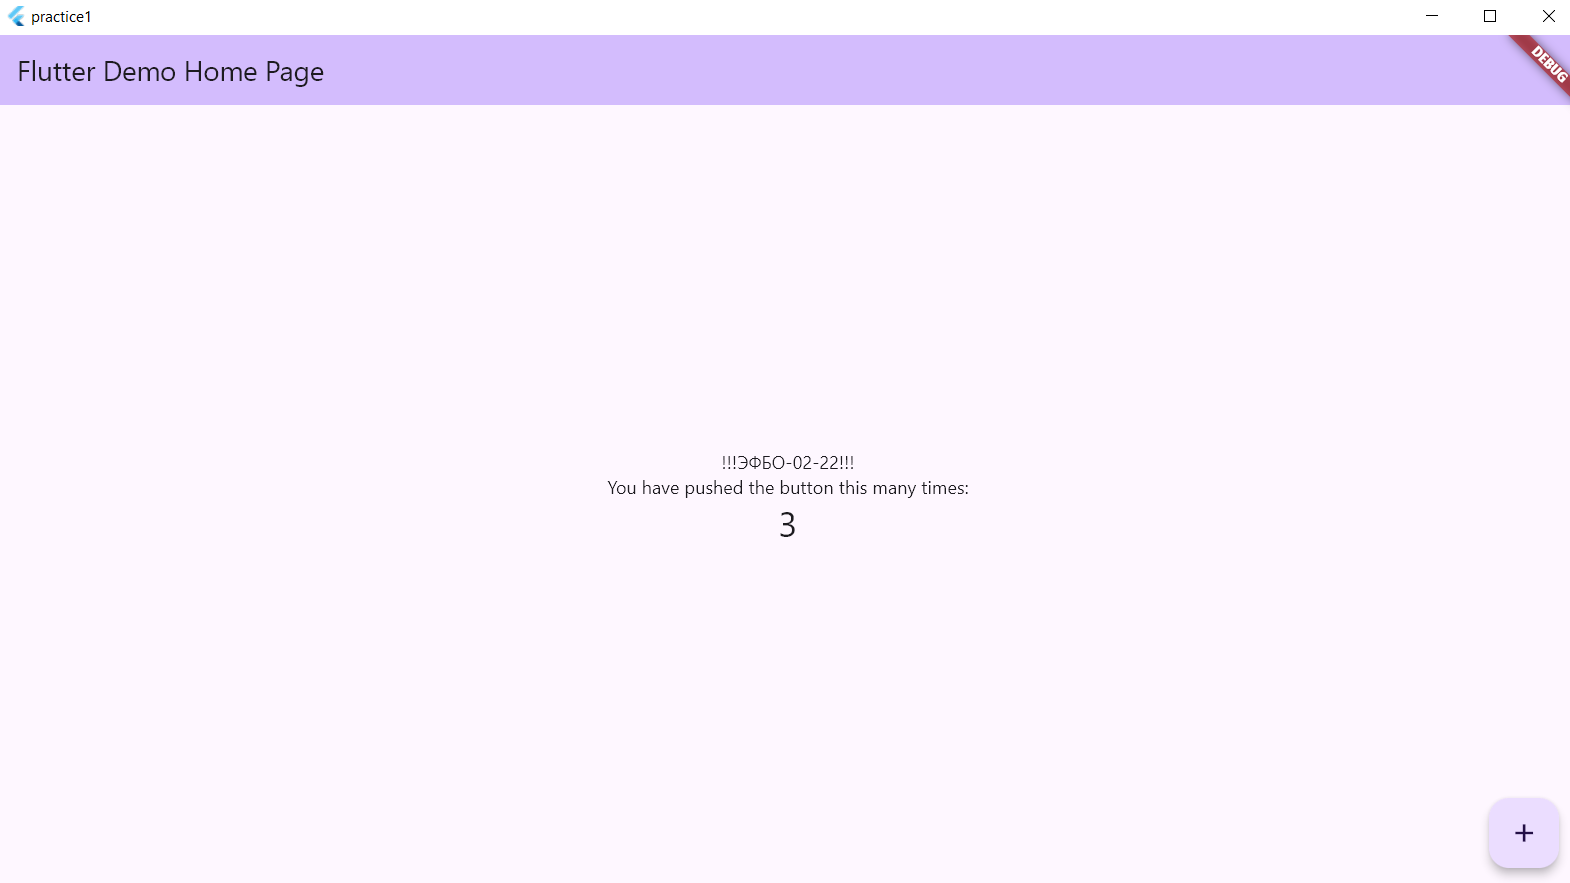 practice1
Flutter Demo Home Page
DEBUG
!!!ЭФБО-02-22!!!
You have pushed the button this many times:
3
+